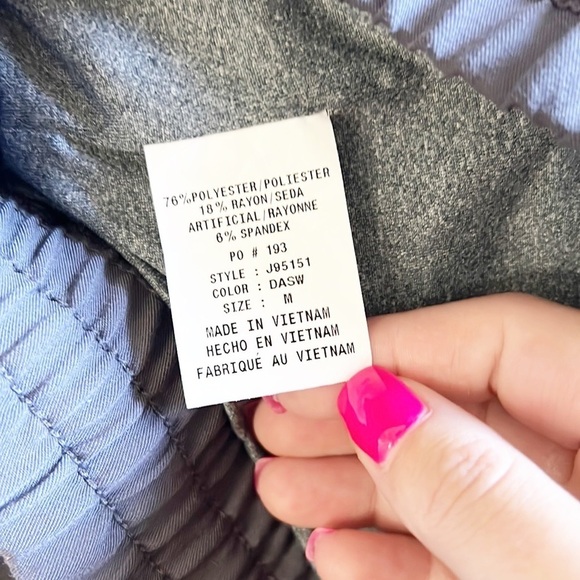 76%POLYESTER/POLIESTER
18% RAYON/SEDA
ARTIFICIAL/RAYONNE
6% SPANDEX
PO # 193
STYLE : J95151
COLOR : DASW
SIZE : M
MADE IN VIETNAM
HECHO EN VIETNAM
FABRIQUÉ AU VIETNAM